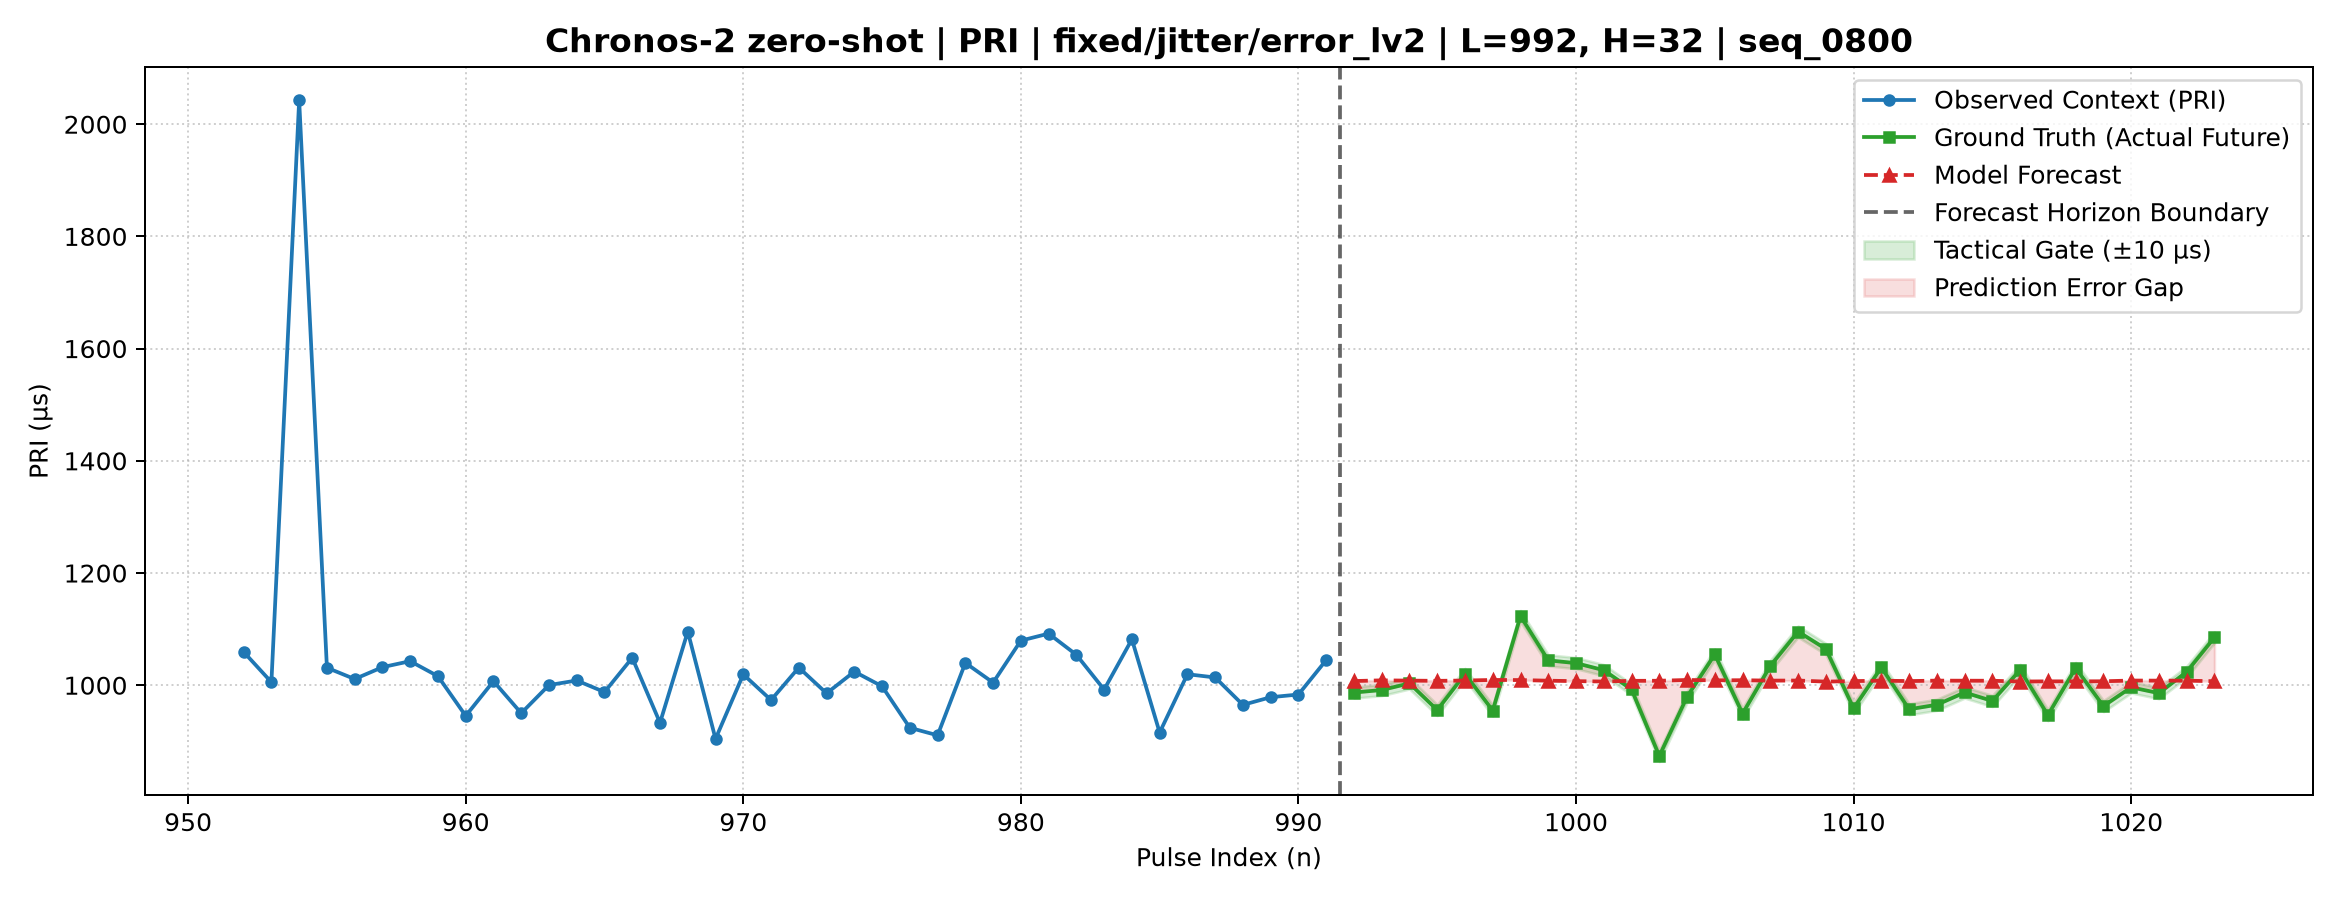 Chronos-2 zero-shot | PRI | fixed/jitter/error_lv2 | L=992, H=32 | seq_0800
Observed Context (PRI)
Ground Truth (Actual Future)
Model Forecast
Forecast Horizon Boundary
Tactical Gate (±10 μs)
Prediction Error Gap
PRI (μs)
2000
1800
1600
1400
1200
1000
950 960 970 980 990 1000 1010 1020
Pulse Index (n)